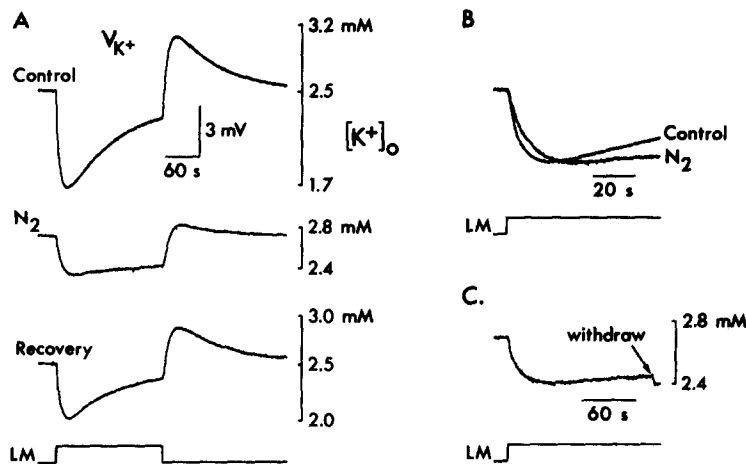 A
V_K+
Control
3.2 mM
2.5
1.7
3 mV
60 s
[K+]o
N2
2.8 mM
2.4
Recovery
3.0 mM
2.5
2.0
LM
B
Control
N2
20 s
LM
C.
withdraw
2.8 mM
2.4
60 s
LM